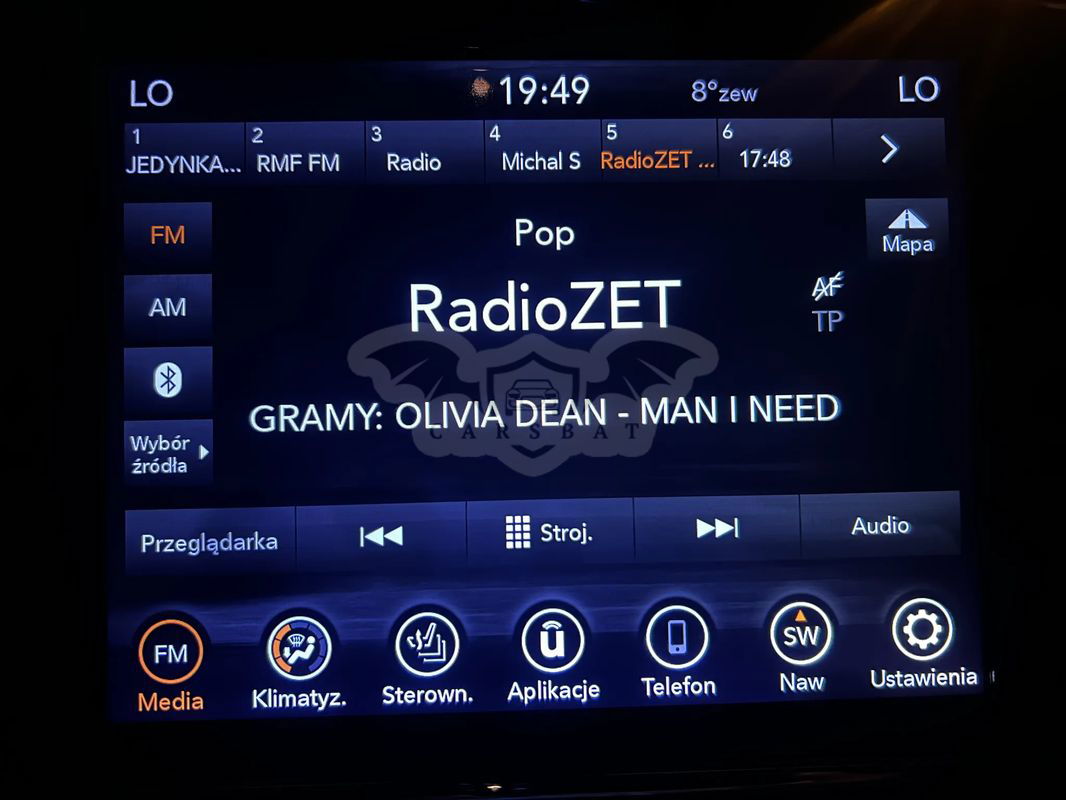 LO 19:49 8°zew LO
1 2 3 4 5 6
JEDYNKA... RMF FM Radio Michal S RadioZET ... 17:48
FM
Pop
Mapa
AM
RadioZET
AF
TP
GRAMY: OLIVIA DEAN - MAN I NEED
CARSBAT
Wybór
źródła
Przeglądarka Stroj. Audio
FM ū SW
Media Klimatyz. Sterown. Aplikacje Telefon Naw Ustawienia